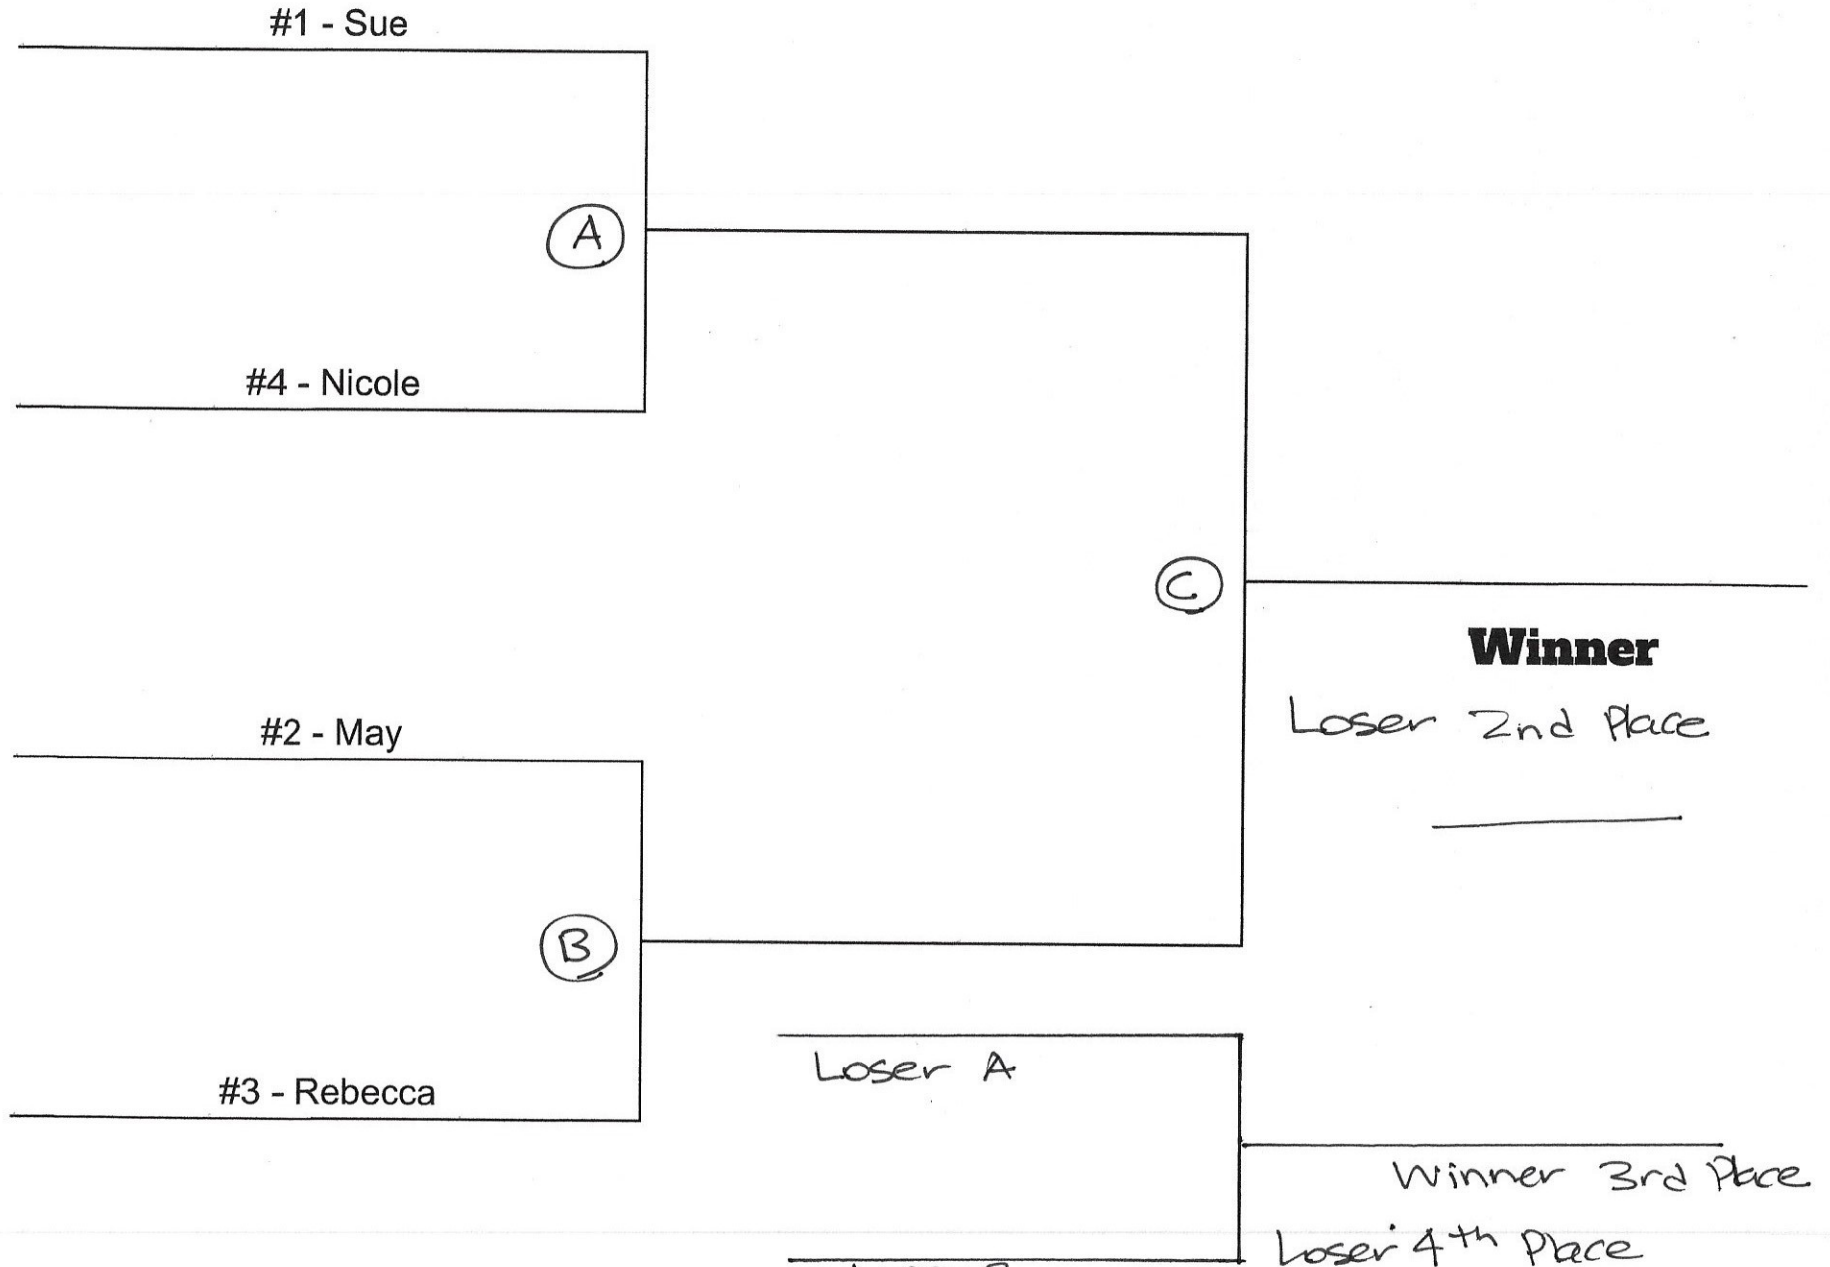 #1 - Sue
A
#4 - Nicole
C
Winner
Loser 2nd Place
#2 - May
B
#3 - Rebecca
Loser A
Winner 3rd Place
Loser 4th Place